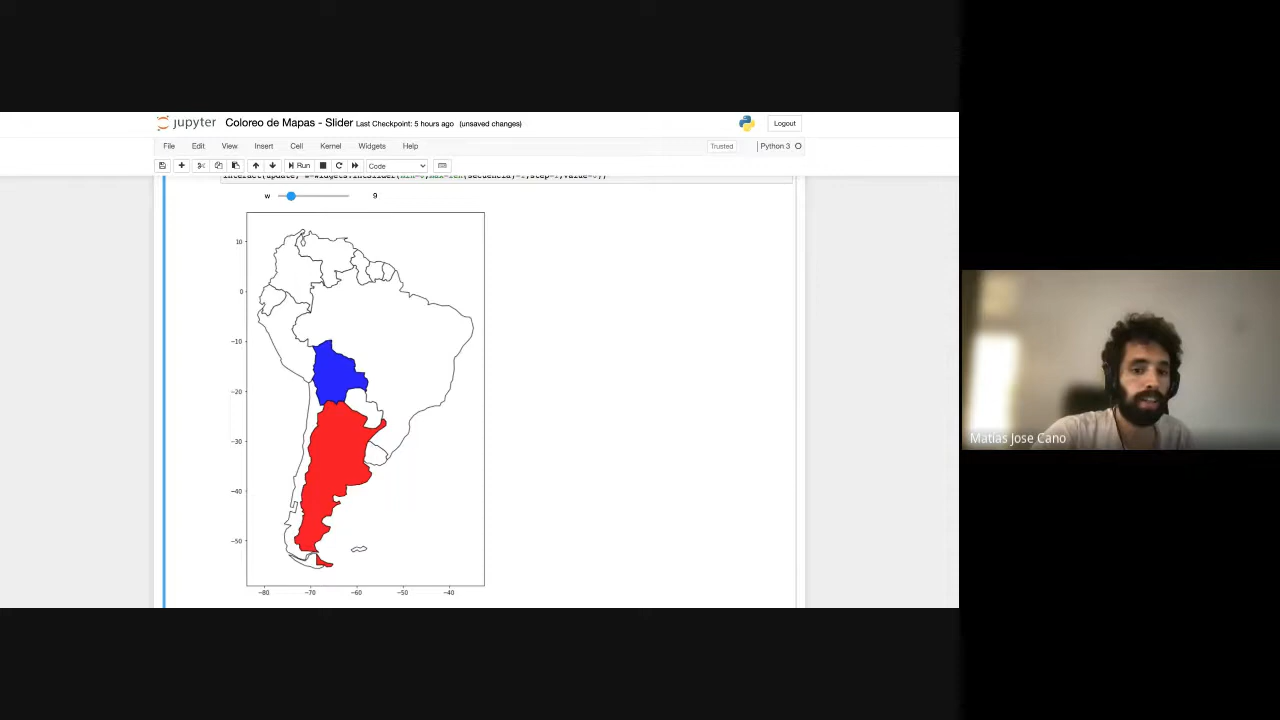 jupyter Coloreo de Mapas - Slider Last Checkpoint: 5 hours ago (unsaved changes) Logout
File Edit View Insert Cell Kernel Widgets Help Trusted Python 3
Run Code
w 9
10
0
−10
−20
−30
−40
−50
−80 −70 −60 −50 −40
Matias Jose Cano